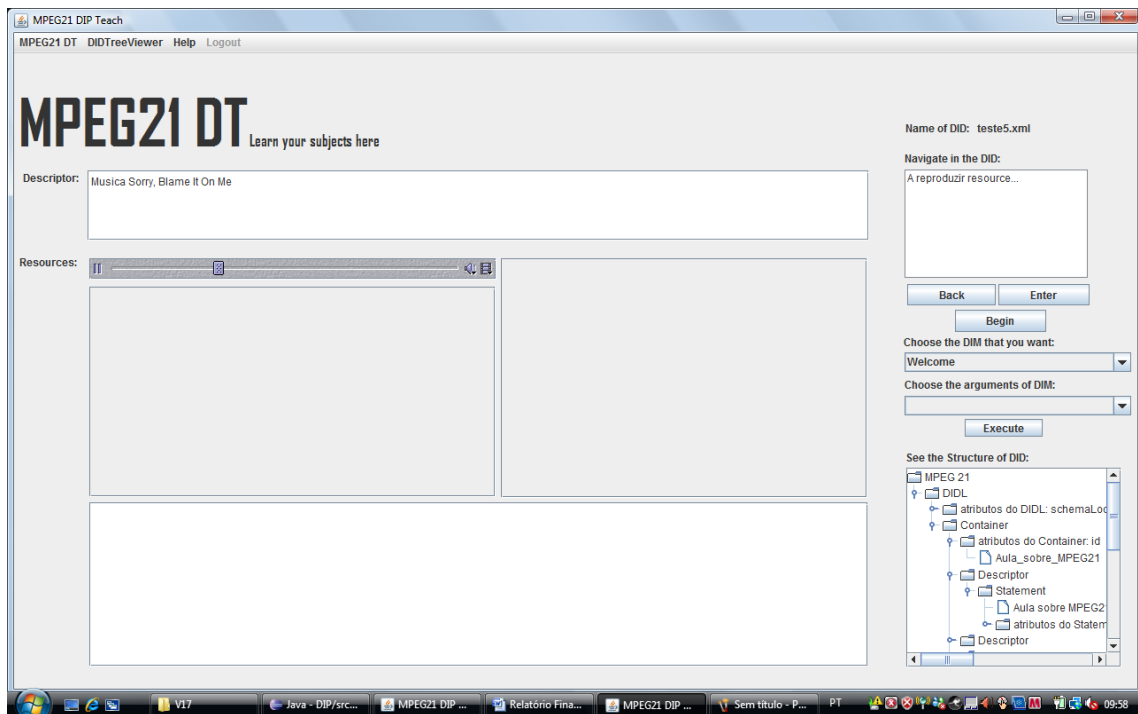 MPEG21 DIP Teach
MPEG21 DT DIDTreeViewer Help Logout
MPEG21 DT Learn your subjects here
Descriptor: Musica Sorry, Blame It On Me
Resources:
Name of DID: teste5.xml
Navigate in the DID:
A reproduzir resource...
Back Enter
Begin
Choose the DIM that you want:
Welcome
Choose the arguments of DIM:
Execute
See the Structure of DID:
MPEG 21
DIDL
atributos do DIDL: schemaLoc
Container
atributos do Container: id
Aula_sobre_MPEG21
Descriptor
Statement
Aula sobre MPEG2
atributos do Statem
Descriptor
V17 Java - DIP/src... MPEG21 DIP ... Relatório Fina... MPEG21 DIP ... Sem título - P... PT 09:58